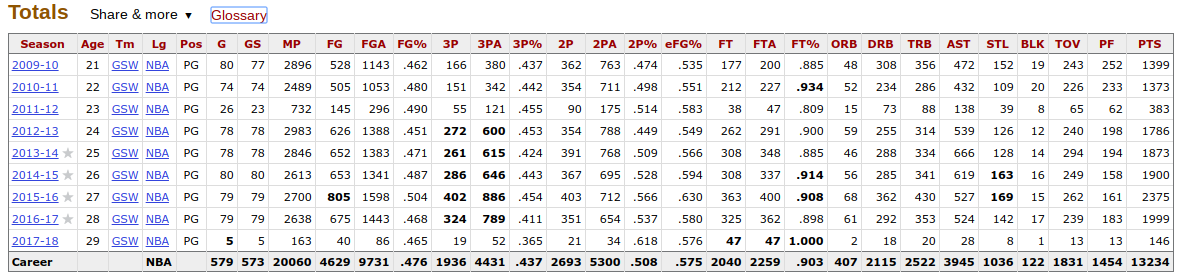 Totals Share & more ▼ Glossary
Season Age Tm Lg Pos G GS MP FG FGA FG% 3P 3PA 3P% 2P 2PA 2P% eFG% FT FTA FT% ORB DRB TRB AST STL BLK TOV PF PTS
2009-10 21 GSW NBA PG 80 77 2896 528 1143 .462 166 380 .437 362 763 .474 .535 177 200 .885 48 308 356 472 152 19 243 252 1399
2010-11 22 GSW NBA PG 74 74 2489 505 1053 .480 151 342 .442 354 711 .498 .551 212 227 .934 52 234 286 432 109 20 226 233 1373
2011-12 23 GSW NBA PG 26 23 732 145 296 .490 55 121 .455 90 175 .514 .583 38 47 .809 15 73 88 138 39 8 65 62 383
2012-13 24 GSW NBA PG 78 78 2983 626 1388 .451 272 600 .453 354 788 .449 .549 262 291 .900 59 255 314 539 126 12 240 198 1786
2013-14 ★ 25 GSW NBA PG 78 78 2846 652 1383 .471 261 615 .424 391 768 .509 .566 308 348 .885 46 288 334 666 128 14 294 194 1873
2014-15 ★ 26 GSW NBA PG 80 80 2613 653 1341 .487 286 646 .443 367 695 .528 .594 308 337 .914 56 285 341 619 163 16 249 158 1900
2015-16 ★ 27 GSW NBA PG 79 79 2700 805 1598 .504 402 886 .454 403 712 .566 .630 363 400 .908 68 362 430 527 169 15 262 161 2375
2016-17 ★ 28 GSW NBA PG 79 79 2638 675 1443 .468 324 789 .411 351 654 .537 .580 325 362 .898 61 292 353 524 142 17 239 183 1999
2017-18 29 GSW NBA PG 5 5 163 40 86 .465 19 52 .365 21 34 .618 .576 47 47 1.000 2 18 20 28 8 1 13 13 146
Career NBA 579 573 20060 4629 9731 .476 1936 4431 .437 2693 5300 .508 .575 2040 2259 .903 407 2115 2522 3945 1036 122 1831 1454 13234